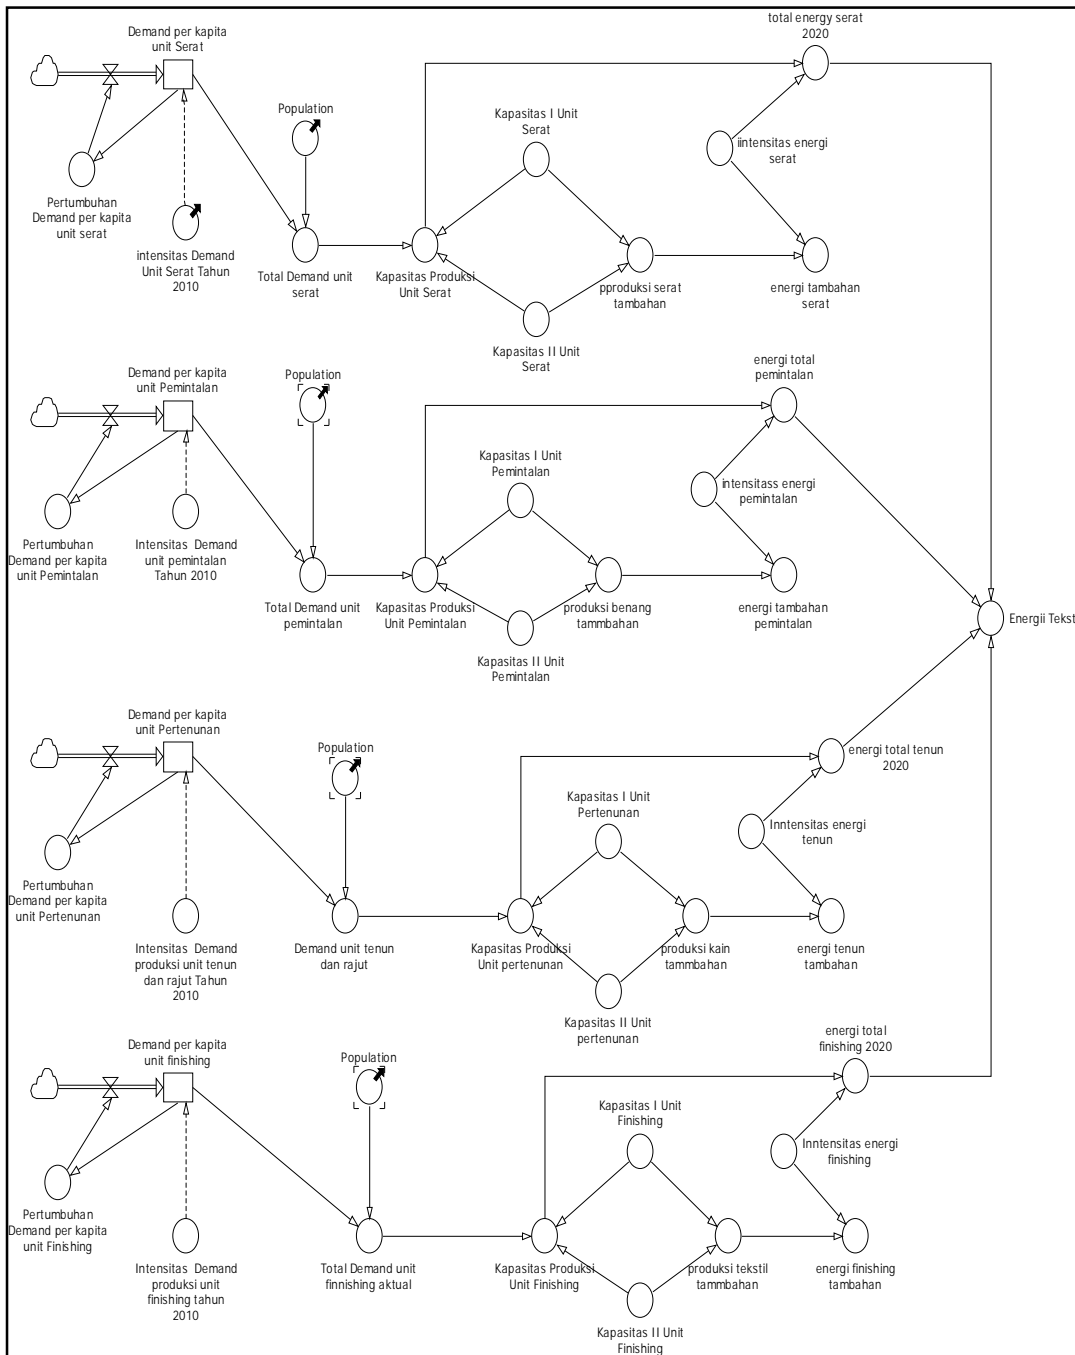 Demand per kapita
unit Serat
total energy serat
2020
Population
Kapasitas I Unit
Serat
iintensitas energi
serat
Pertumbuhan
Demand per kapita
unit serat
intensitas Demand
Unit Serat Tahun
2010
Total Demand unit
serat
Kapasitas Produksi
Unit Serat
pproduksi serat
tambahan
energi tambahan
serat
Kapasitas II Unit
Serat
Demand per kapita
unit Pemintalan
Population
energi total
pemintalan
Kapasitas I Unit
Pemintalan
intensitass energi
pemintalan
Pertumbuhan
Demand per kapita
unit Pemintalan
Intensitas Demand
unit pemintalan
Tahun 2010
Total Demand unit
pemintalan
Kapasitas Produksi
Unit Pemintalan
produksi benang
tammbahan
energi tambahan
pemintalan
Energii Tekst
Kapasitas II Unit
Pemintalan
Demand per kapita
unit Pertenunan
Population
energi total tenun
2020
Kapasitas I Unit
Pertenunan
Inntensitas energi
tenun
Pertumbuhan
Demand per kapita
unit Pertenunan
Intensitas Demand
produksi unit tenun
dan rajut Tahun
2010
Demand unit tenun
dan rajut
Kapasitas Produksi
Unit pertenunan
produksi kain
tammbahan
energi tenun
tambahan
Kapasitas II Unit
pertenunan
Demand per kapita
unit finishing
Population
energi total
finishing 2020
Kapasitas I Unit
Finishing
Inntensitas energi
finishing
Pertumbuhan
Demand per kapita
unit Finishing
Intensitas Demand
produksi unit
finishing tahun
2010
Total Demand unit
finnishing aktual
Kapasitas Produksi
Unit Finishing
produksi tekstil
tammbahan
energi finishing
tambahan
Kapasitas II Unit
Finishing